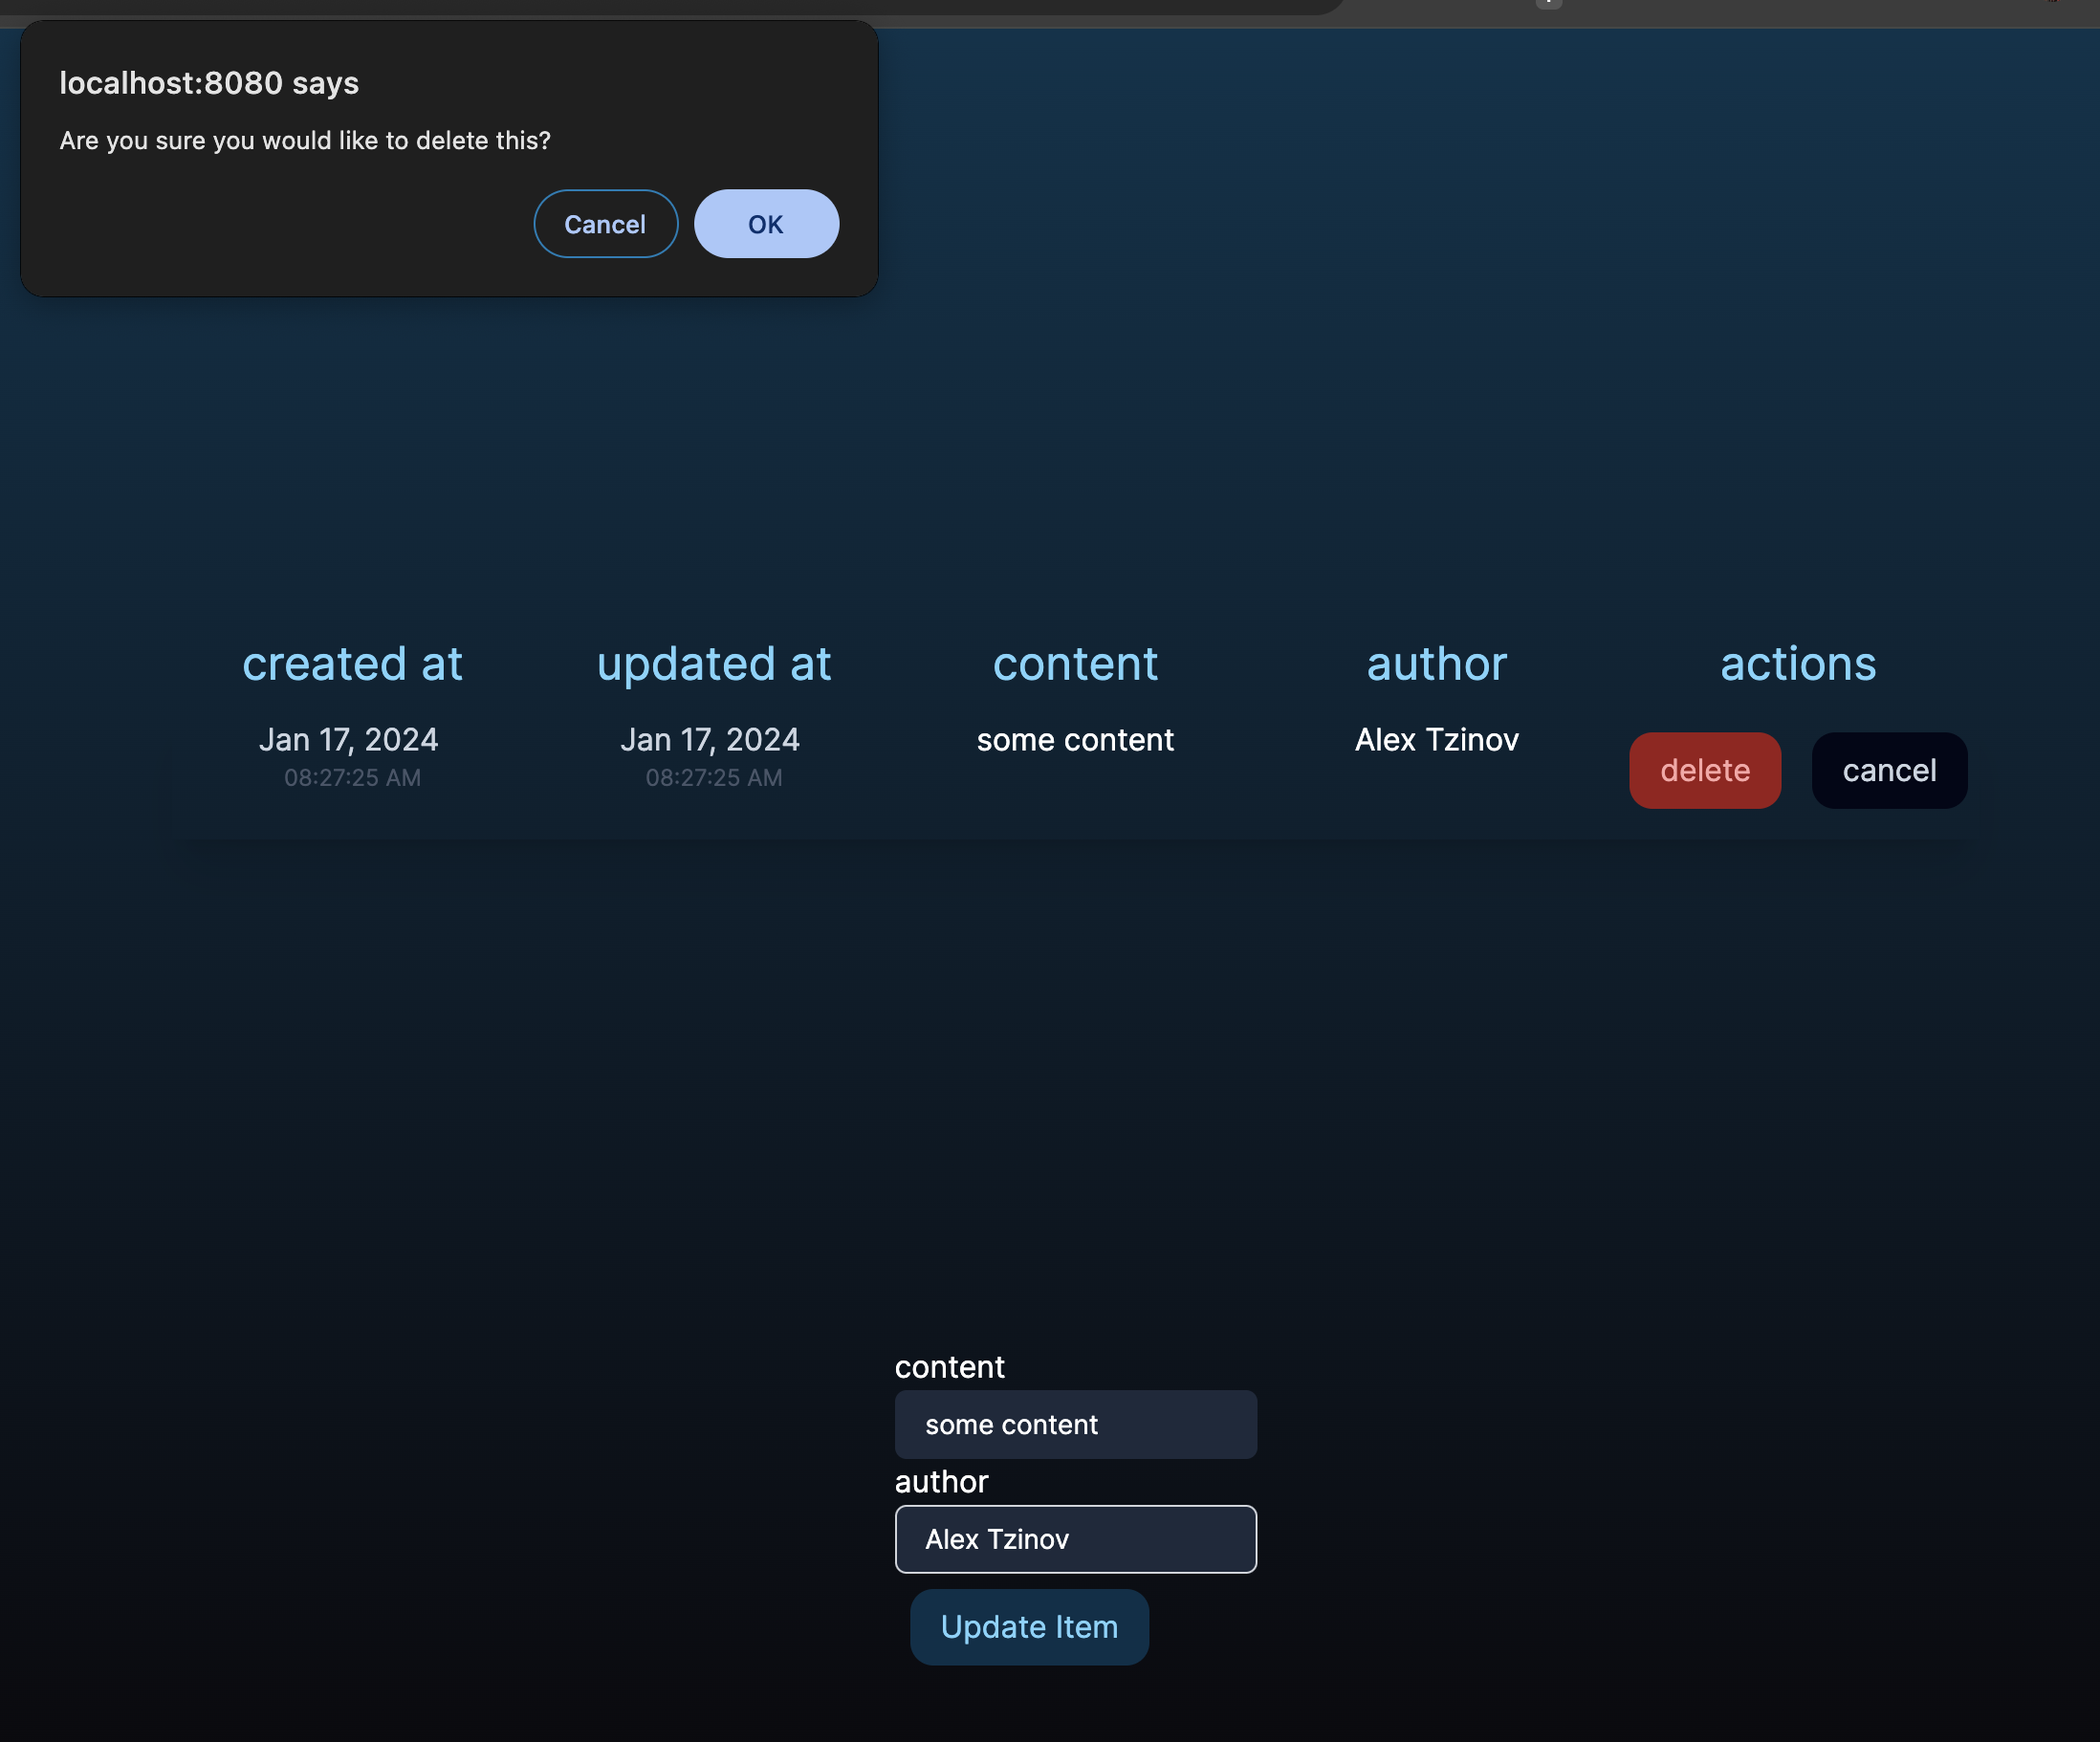 localhost:8080 says
Are you sure you would like to delete this?
Cancel OK
created at updated at content author actions
Jan 17, 2024 Jan 17, 2024 some content Alex Tzinov
08:27:25 AM 08:27:25 AM
delete cancel
content
some content
author
Alex Tzinov
Update Item